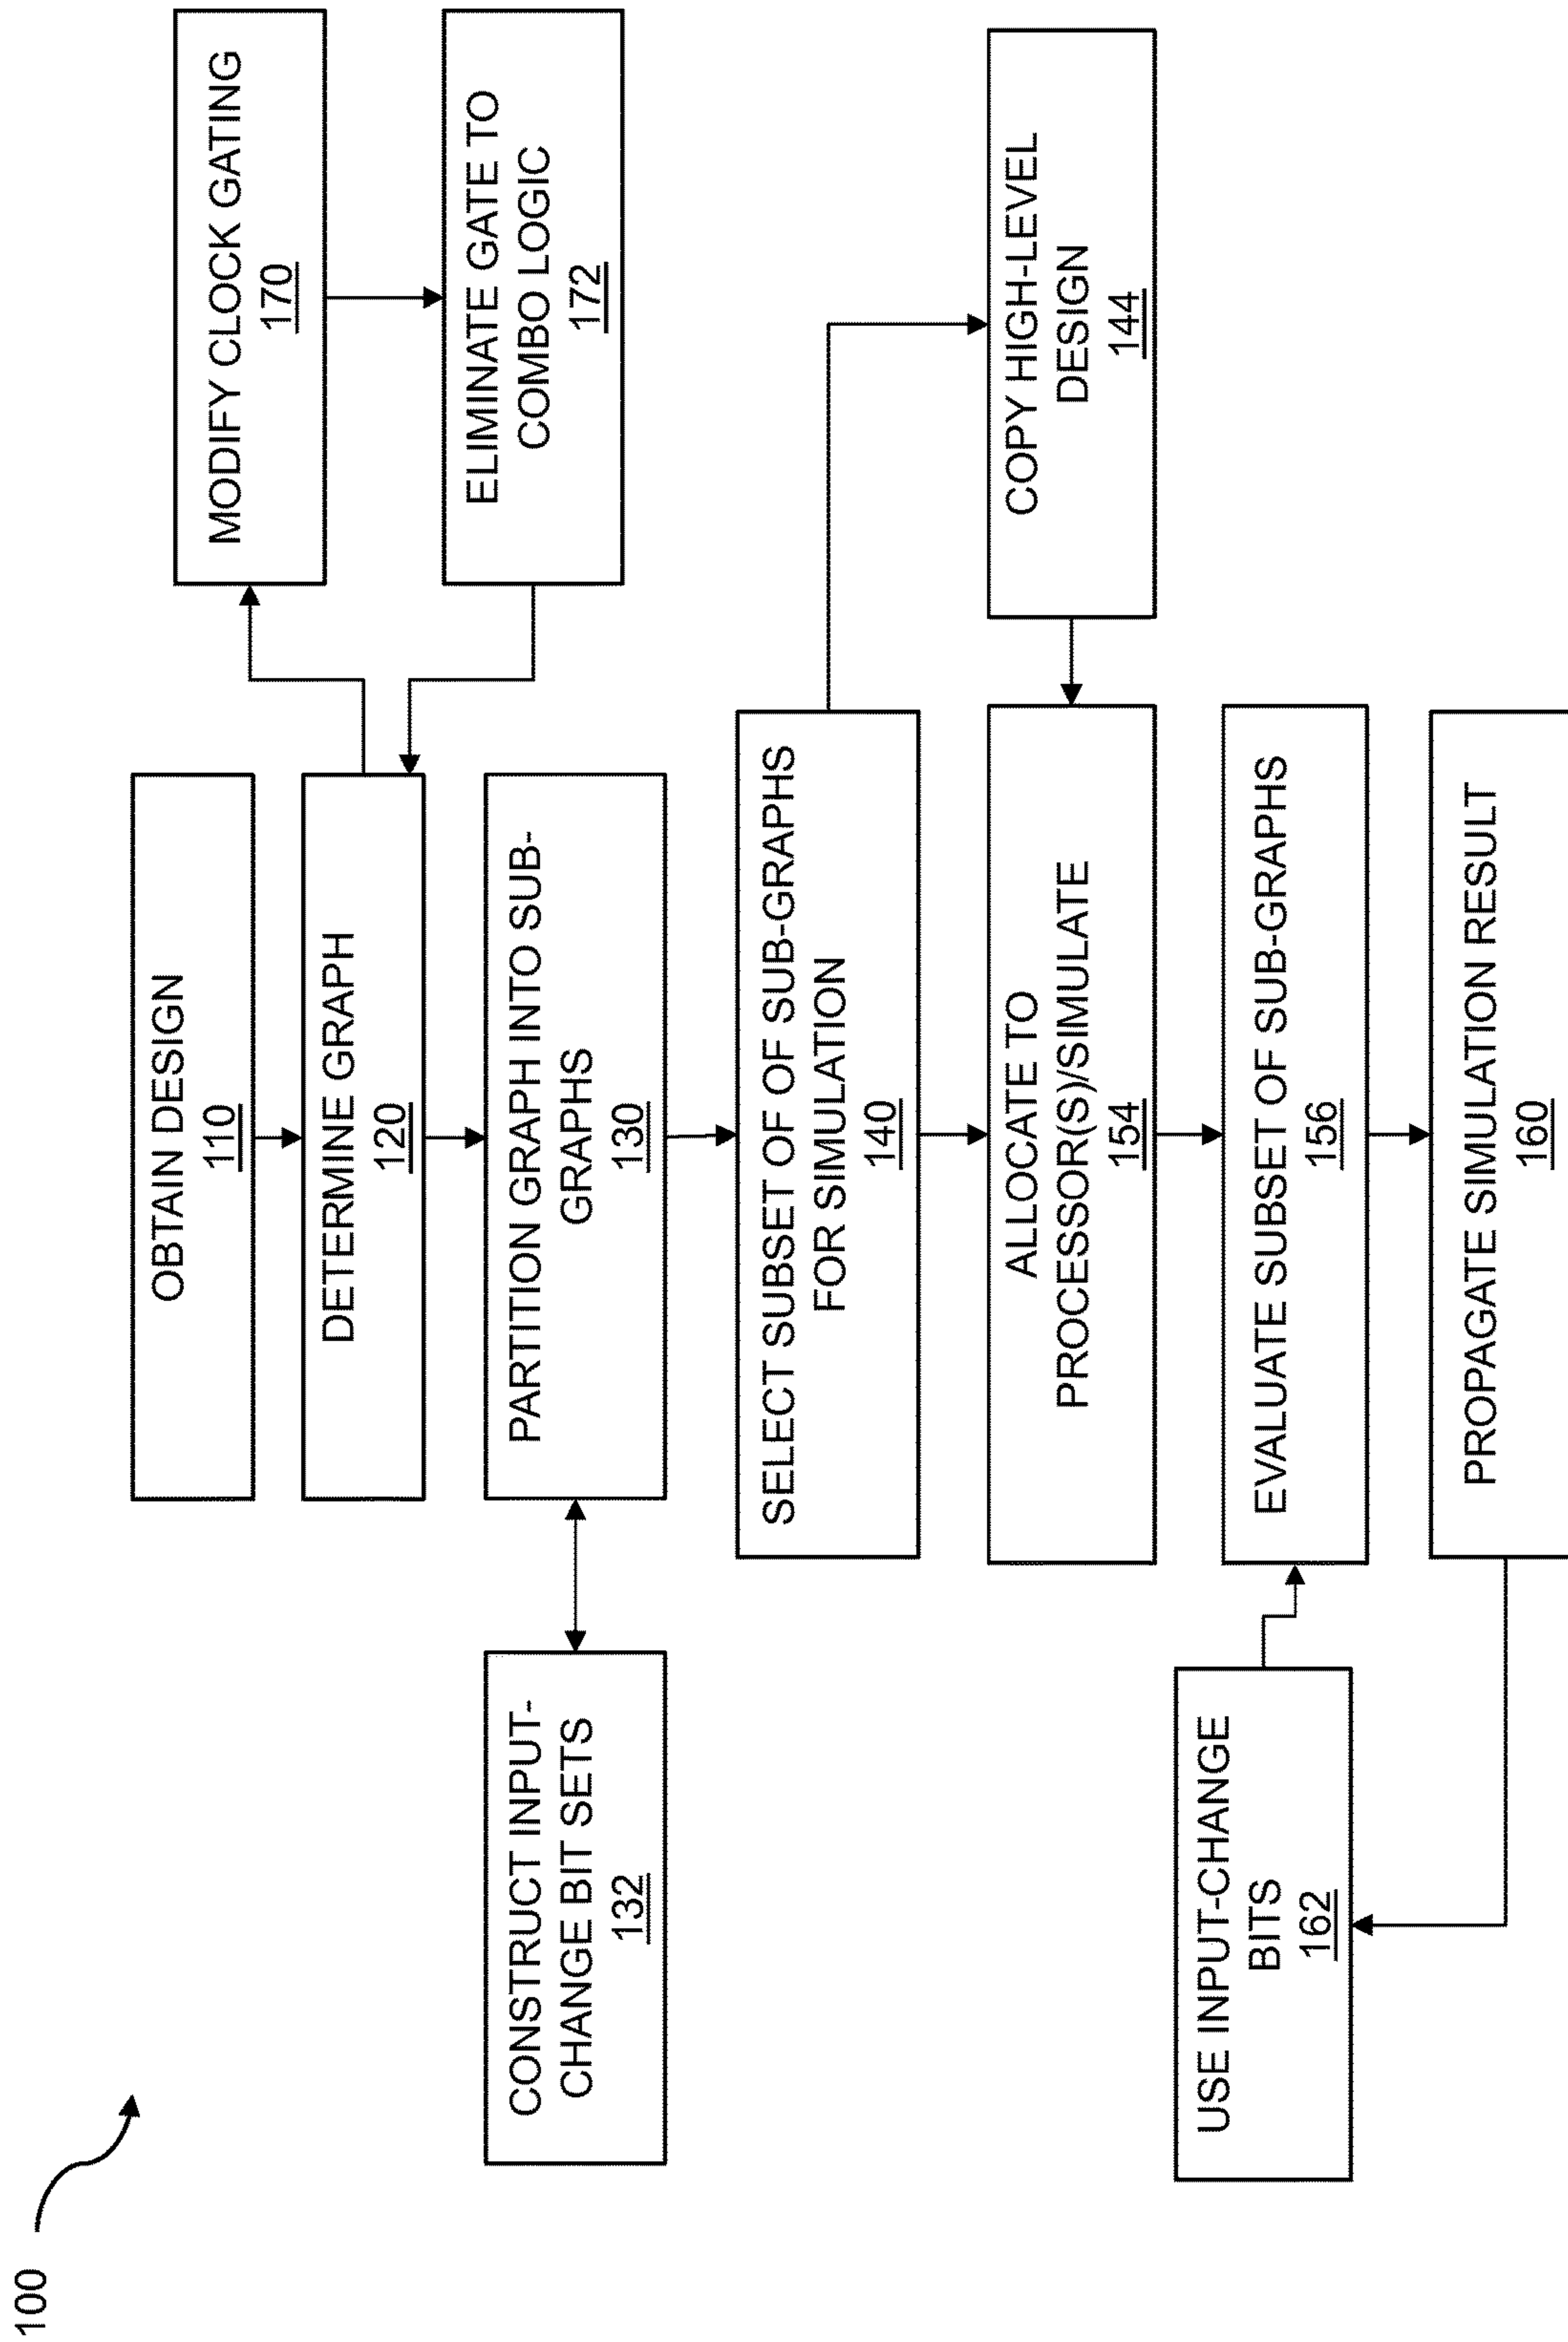 100
OBTAIN DESIGN
110
DETERMINE GRAPH
120
MODIFY CLOCK GATING
170
ELIMINATE GATE TO
COMBO LOGIC
172
CONSTRUCT INPUT-
CHANGE BIT SETS
132
PARTITION GRAPH INTO SUB-
GRAPHS
130
SELECT SUBSET OF OF SUB-GRAPHS
FOR SIMULATION
140
COPY HIGH-LEVEL
DESIGN
144
ALLOCATE TO
PROCESSOR(S)/SIMULATE
154
USE INPUT-CHANGE
BITS
162
EVALUATE SUBSET OF SUB-GRAPHS
156
PROPAGATE SIMULATION RESULT
160